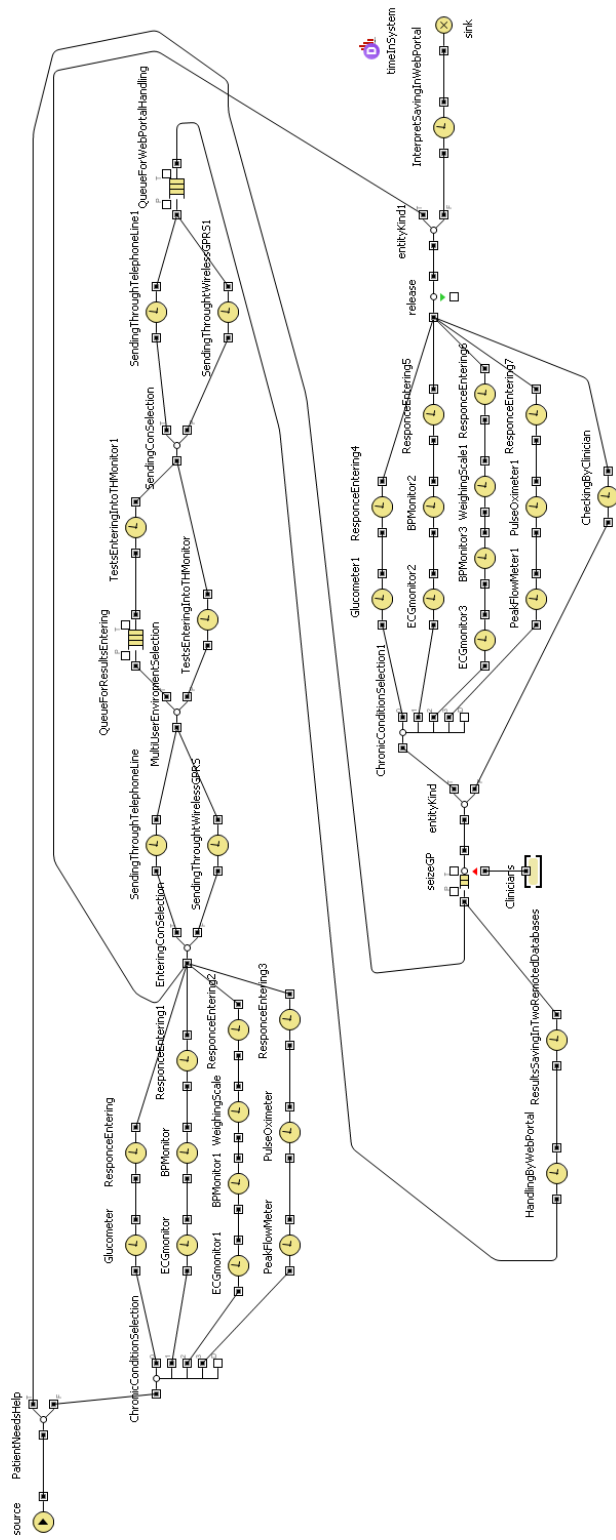 source
PatientNeedsHelp
ChronicConditionSelection
Glucometer
ResponceEntering
ECGmonitor
BPMonitor
ResponceEntering1
ECGmonitor1
BPMonitor1
WeighingScale
ResponceEntering2
PeakFlowMeter
PulseOximeter
ResponceEntering3
EnteringConSelection
SendingThroughTelephoneLine
SendingThroughtWirelessGPRS
MultiUserEnviromentSelection
QueueForResultsEntering
TestsEnteringIntoTHMonitor1
TestsEnteringIntoTHMonitor
SendingConSelection
SendingThroughTelephoneLine1
SendingThroughtWirelessGPRS1
QueueForWebPortalHandling
HandlingByWebPortal
ResultsSavingInTwoRemotedDatabases
seizeGP
Clinicians
entityKind
ChronicConditionSelection1
Glucometer1
ResponceEntering4
ECGmonitor2
BPMonitor2
ResponceEntering5
ECGmonitor3
BPMonitor3
WeighingScale1
ResponceEntering6
PeakFlowMeter1
PulseOximeter1
ResponceEntering7
CheckingByClinician
release
entityKind1
InterpretSavingInWebPortal
timeInSystem
sink